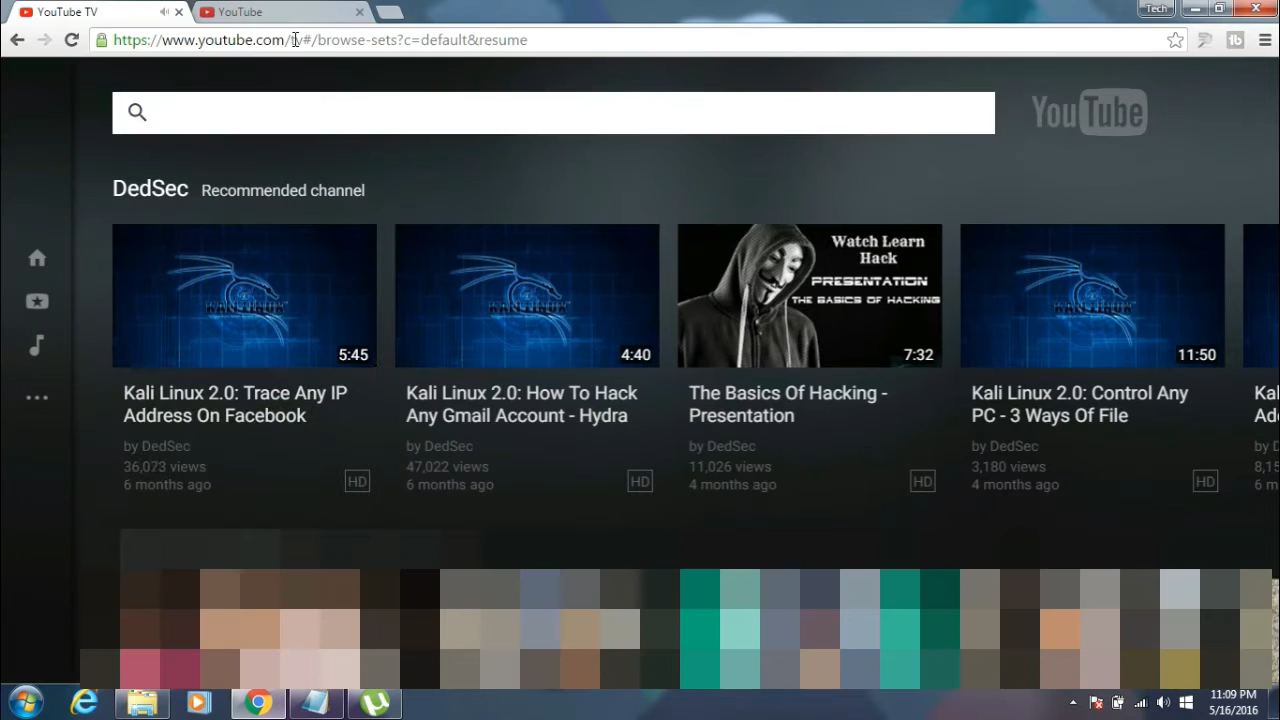 YouTube TV
YouTube
Tech
https://www.youtube.com/tv#/browse-sets?c=default&resume
YouTube
DedSec Recommended channel
5:45
4:40
Watch Learn
Hack
PRESENTATION
THE BASICS OF HACKING
7:32
11:50
Kali Linux 2.0: Trace Any IP
Address On Facebook
by DedSec
36,073 views
6 months ago
HD
Kali Linux 2.0: How To Hack
Any Gmail Account - Hydra
by DedSec
47,022 views
6 months ago
HD
The Basics Of Hacking -
Presentation
by DedSec
11,026 views
4 months ago
HD
Kali Linux 2.0: Control Any
PC - 3 Ways Of File
by DedSec
3,180 views
4 months ago
HD
11:09 PM
5/16/2016